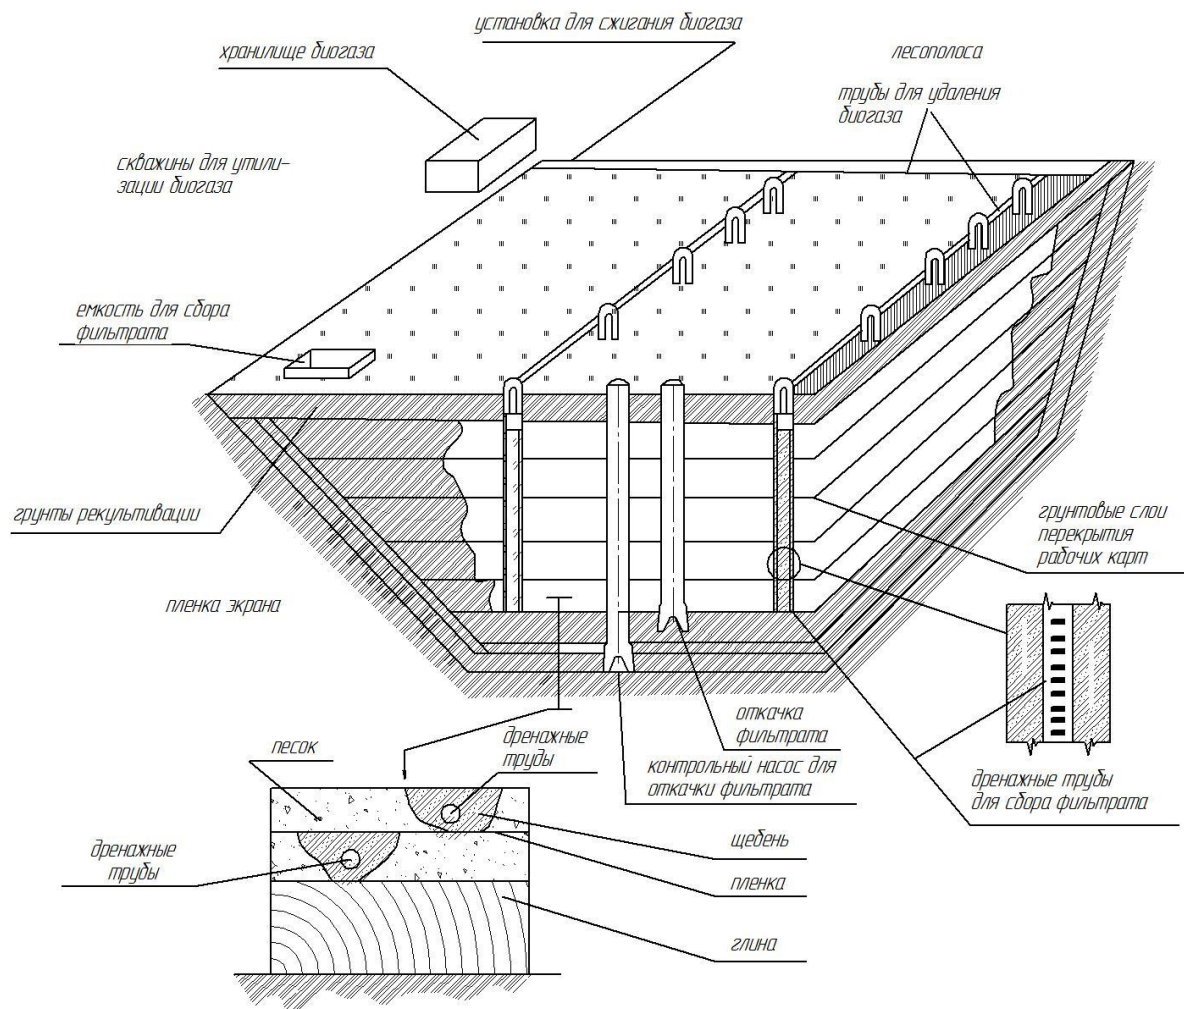 установка для сжигания биогаза
хранилище биогаза
лесополоса
трубы для удаления
биогаза
скважины для утили-
зации биогаза
емкость для сбора
фильтрата
грунты рекультивации
грунтовые слои
перекрытия
рабочих карт
пленка экрана
откачка
фильтрата
дренажные
труды
песок
контрольный насос для
откачки фильтрата
дренажные трубы
для сбора фильтрата
щебень
дренажные
трубы
пленка
глина